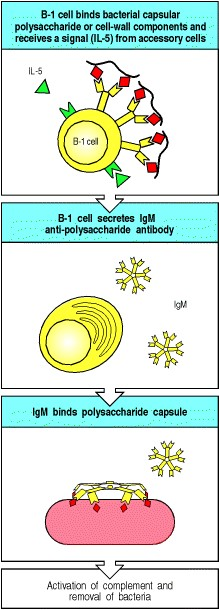 B-1 cell binds bacterial capsular
polysaccharide or cell-wall components and
receives a signal (IL-5) from accessory cells
IL-5
B-1 cell
B-1 cell secretes IgM
anti-polysaccharide antibody
IgM
IgM binds polysaccharide capsule
Activation of complement and
removal of bacteria